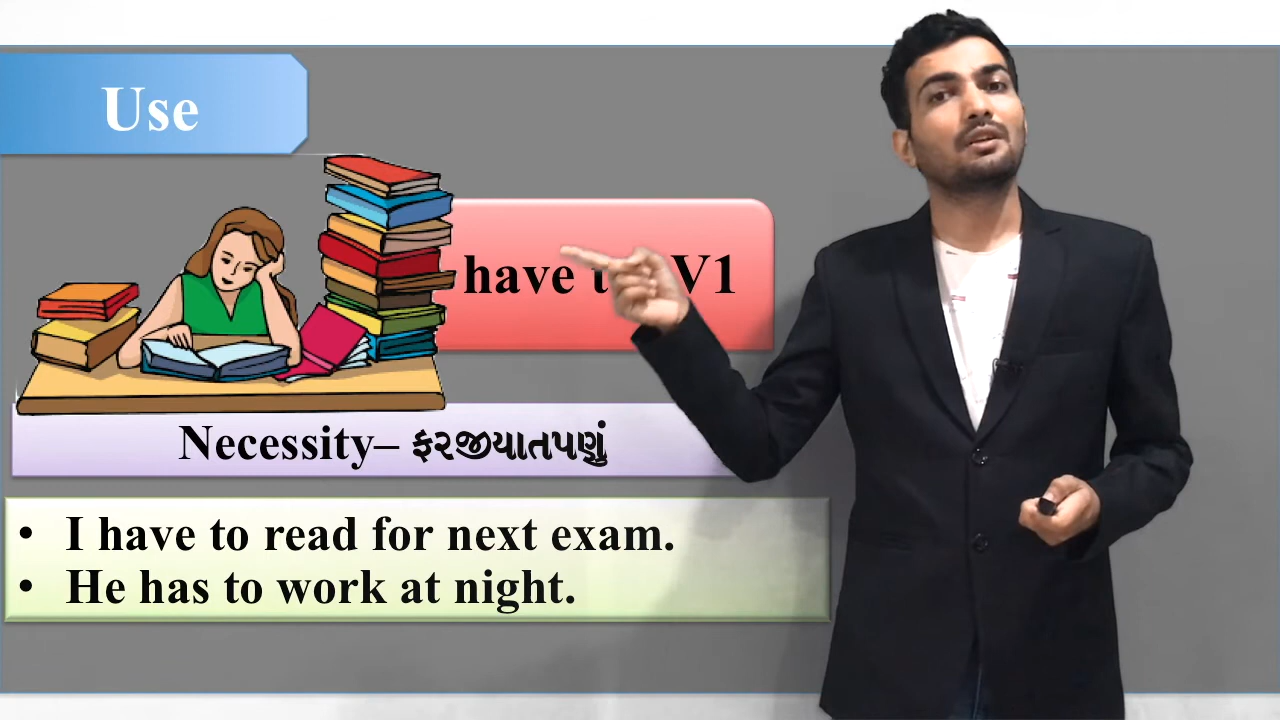 Use
have V1
Necessity– ફરજીયાતપણું
• I have to read for next exam.
• He has to work at night.